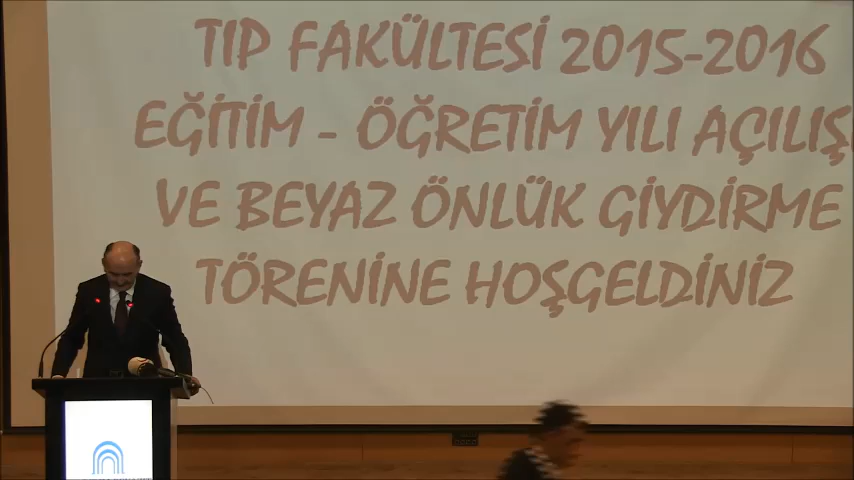 TIP FAKÜLTESİ 2015-2016
EĞİTİM - ÖĞRETİM YILI AÇILIŞ
VE BEYAZ ÖNLÜK GİYDİRME
TÖRENİNE HOŞGELDİNİZ